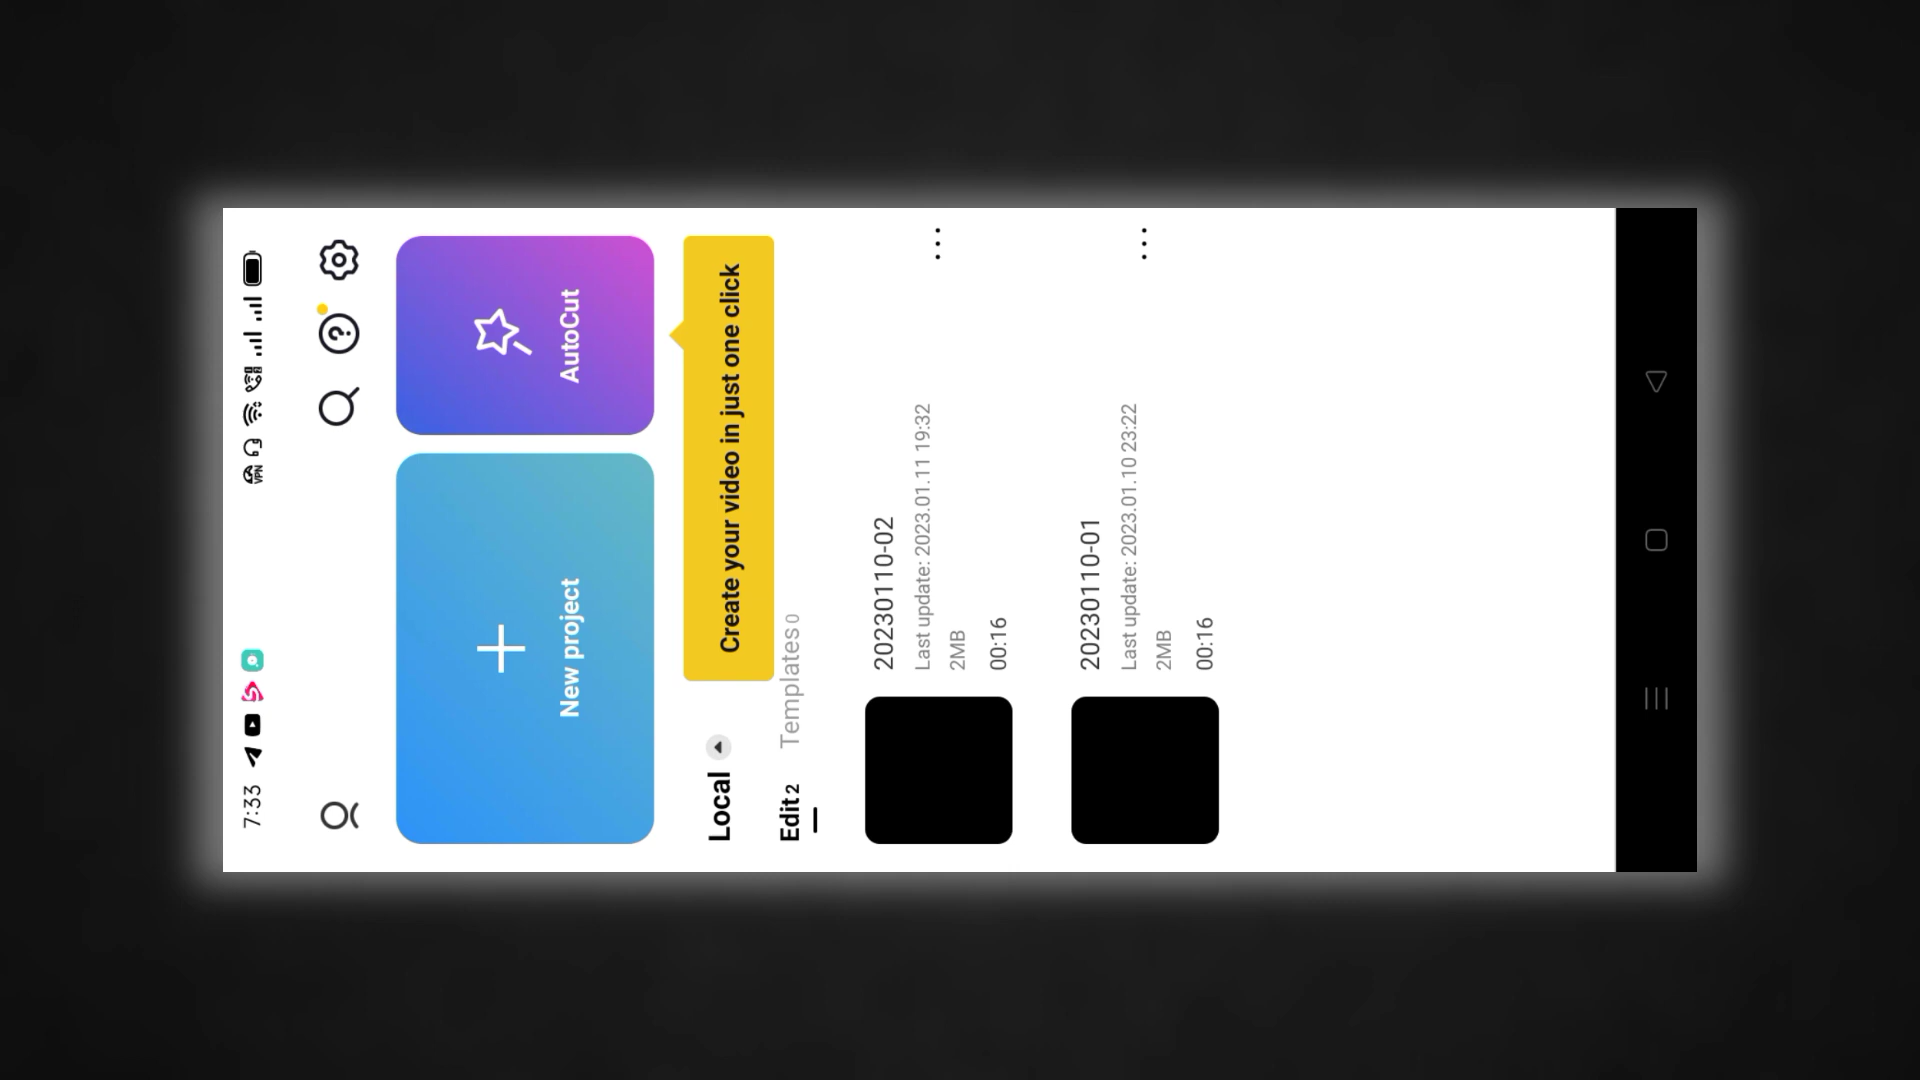 7:33
VPN
New project
AutoCut
Local
Create your video in just one click
Edit 2
Templates 0
20230110-02
Last update: 2023.01.11 19:32
2MB
00:16
20230110-01
Last update: 2023.01.10 23:22
2MB
00:16